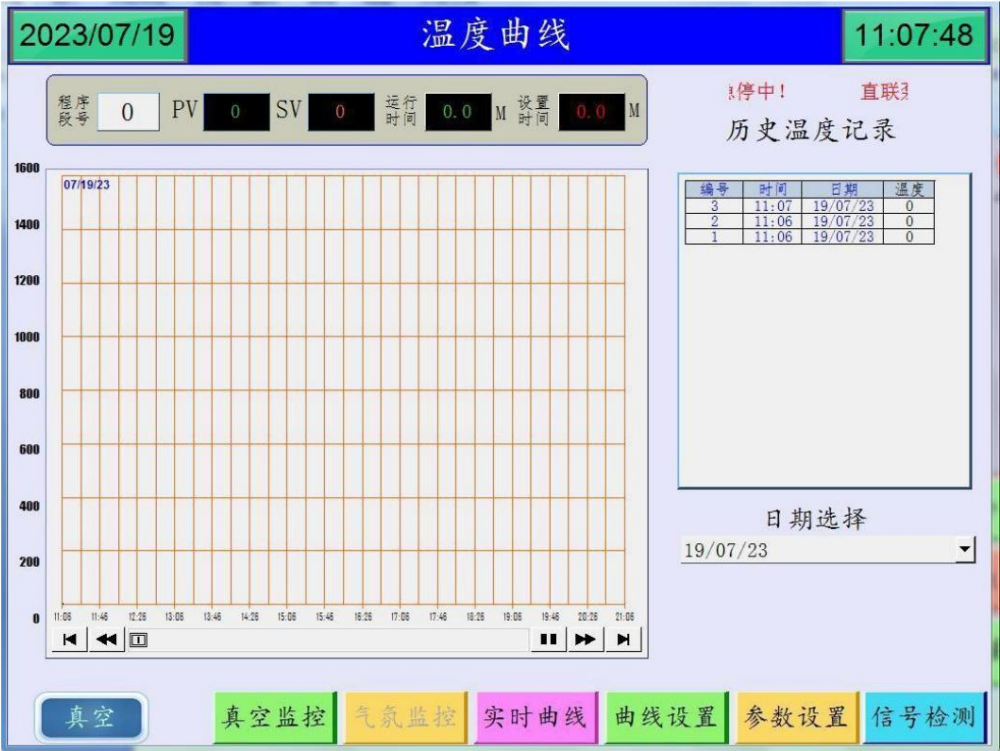 2023/07/19 温度曲线 11:07:48
程序段号 0 PV 0 SV 0 运行时间 0.0 M 设置时间 0.0 M
停中! 直联
历史温度记录
编号 时间 日期 温度
3 11:07 19/07/23 0
2 11:06 19/07/23 0
1 11:06 19/07/23 0
1600
07/19/23
1400
1200
1000
800
600
400
200
0
11:06 11:46 12:26 13:06 13:46 14:26 15:06 15:46 16:26 17:06 17:46 18:26 19:06 19:46 20:26 21:06
日期选择
19/07/23
真空 真空监控 气氛监控 实时曲线 曲线设置 参数设置 信号检测